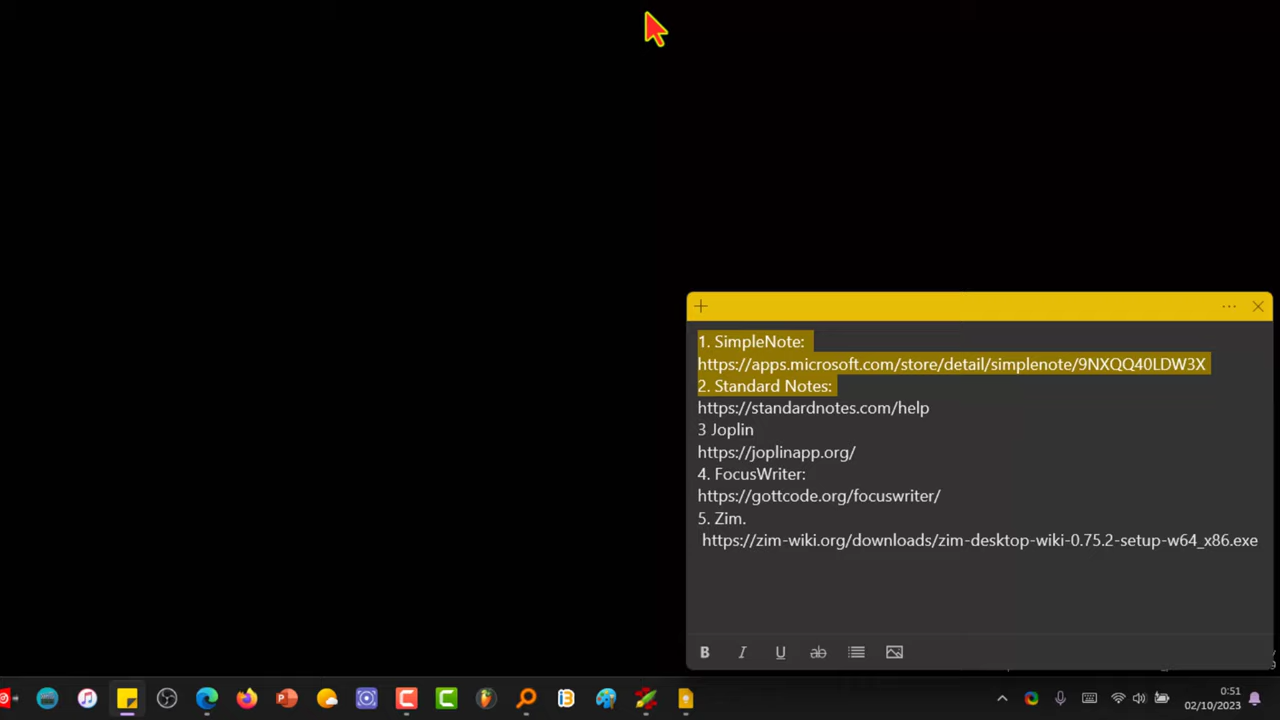 1. SimpleNote:
https://apps.microsoft.com/store/detail/simplenote/9NXQQ40LDW3X
2. Standard Notes:
https://standardnotes.com/help
3 Joplin
https://joplinapp.org/
4. FocusWriter:
https://gottcode.org/focuswriter/
5. Zim.
https://zim-wiki.org/downloads/zim-desktop-wiki-0.75.2-setup-w64_x86.exe
B I U ab
0:51
02/10/2023